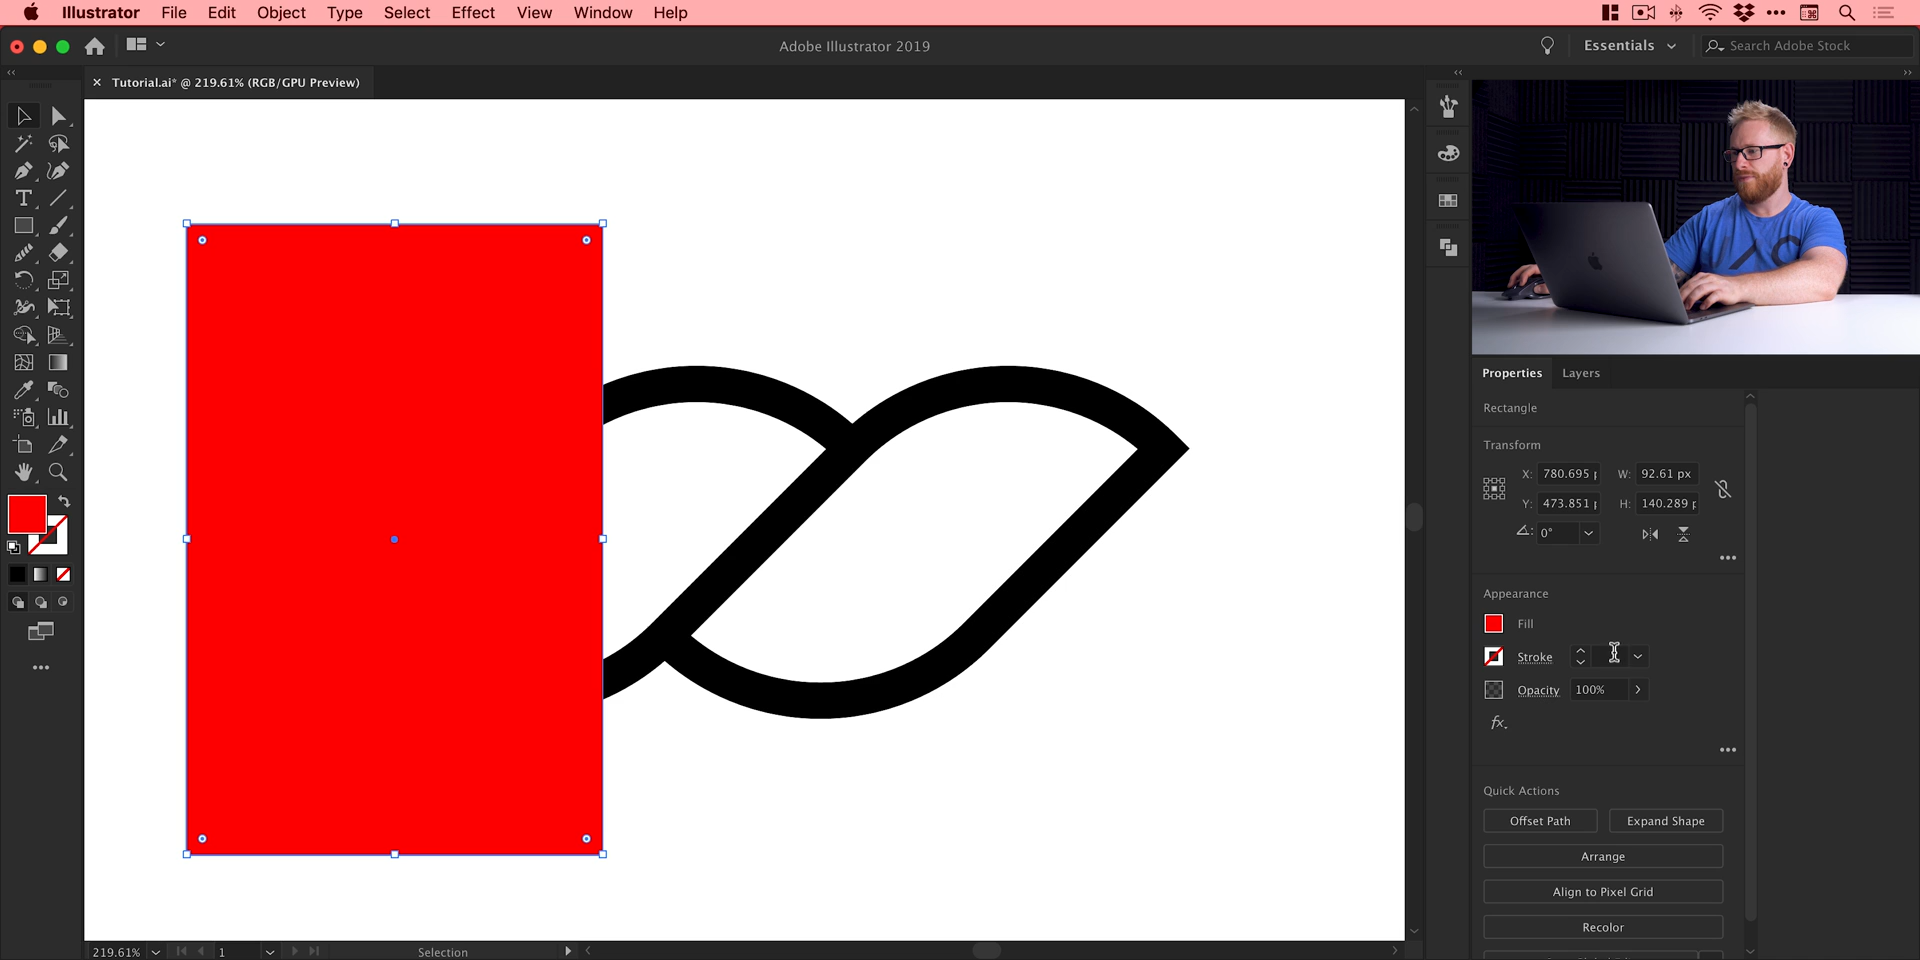 Illustrator File Edit Object Type Select Effect View Window Help
Adobe Illustrator 2019
Essentials
Search Adobe Stock
× Tutorial.ai* @ 219.61% (RGB/GPU Preview)
Properties Layers
Rectangle
Transform
X: 780.695 W: 92.61 px
Y: 473.851 H: 140.289
0°
Appearance
Fill
Stroke
Opacity 100%
fx.
Quick Actions
Offset Path Expand Shape
Arrange
Align to Pixel Grid
Recolor
219.61% 1 Selection